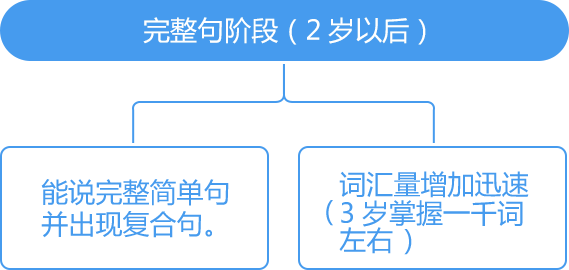 完整句阶段（2岁以后）
能说完整简单句
并出现复合句。
词汇量增加迅速
（3岁掌握一千词
左右）